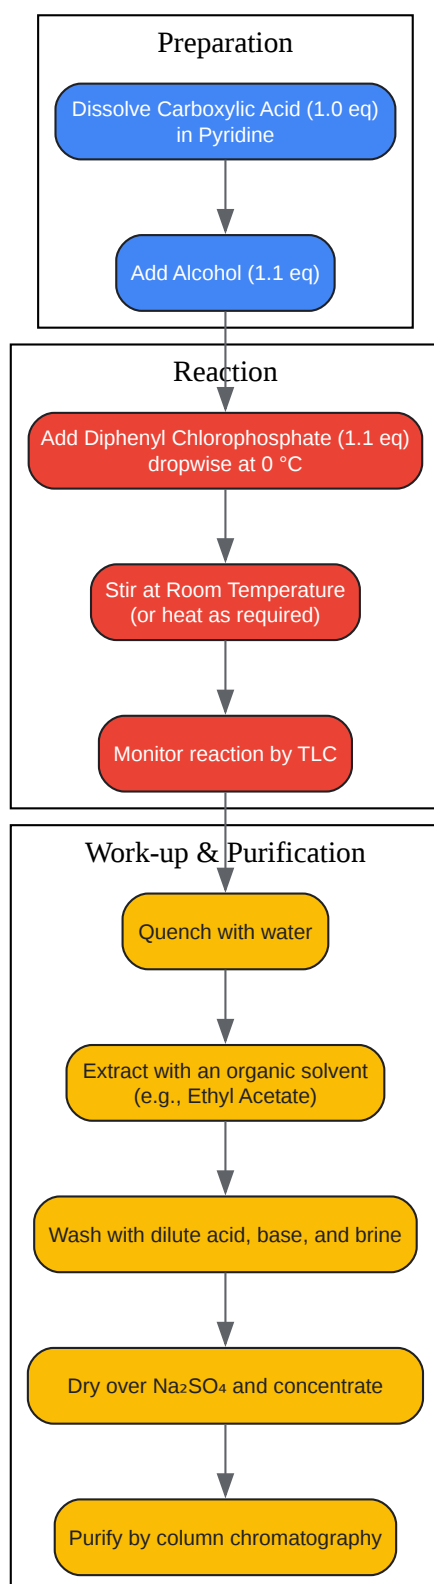 Preparation
Dissolve Carboxylic Acid (1.0 eq)
in Pyridine
Add Alcohol (1.1 eq)
Reaction
Add Diphenyl Chlorophosphate (1.1 eq)
dropwise at 0 °C
Stir at Room Temperature
(or heat as required)
Monitor reaction by TLC
Work-up & Purification
Quench with water
Extract with an organic solvent
(e.g., Ethyl Acetate)
Wash with dilute acid, base, and brine
Dry over Na₂SO₄ and concentrate
Purify by column chromatography